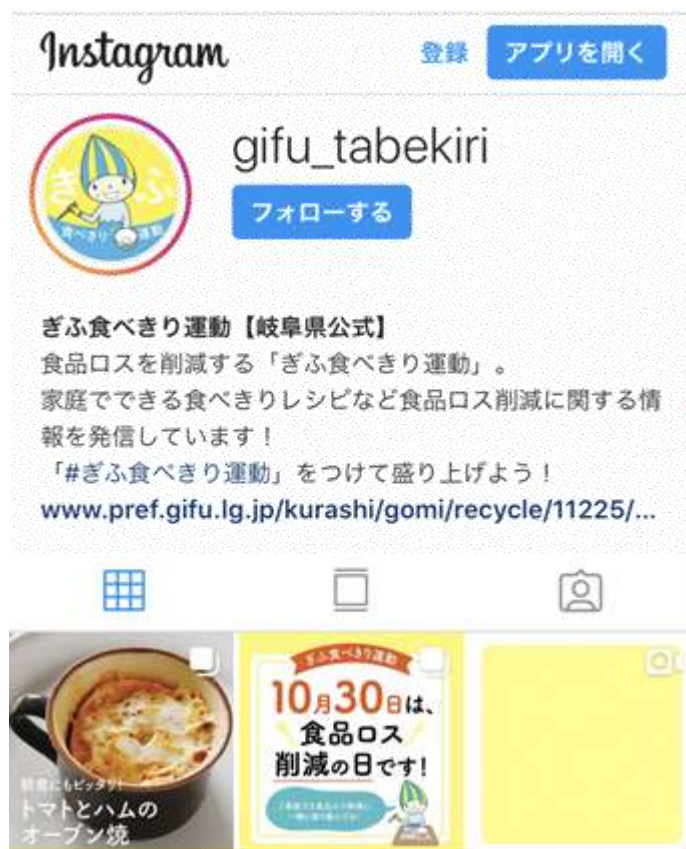 Instagram
登録
アプリを開く
gifu_tabekiri
フォローする
ぎふ
食べきり 運動
ぎふ食べきり運動【岐阜県公式】
食品ロスを削減する「ぎふ食べきり運動」。
家庭でできる食べきりレシピなど食品ロス削減に関する情
報を発信しています！
「#ぎふ食べきり運動」をつけて盛り上げよう！
www.pref.gifu.lg.jp/kurashi/gomi/recycle/11225/...
朝食にもピッタリ!
トマトとハムの
オーブン焼
ぎふ食べきり運動
10月30日は、
食品ロス
削減の日です!